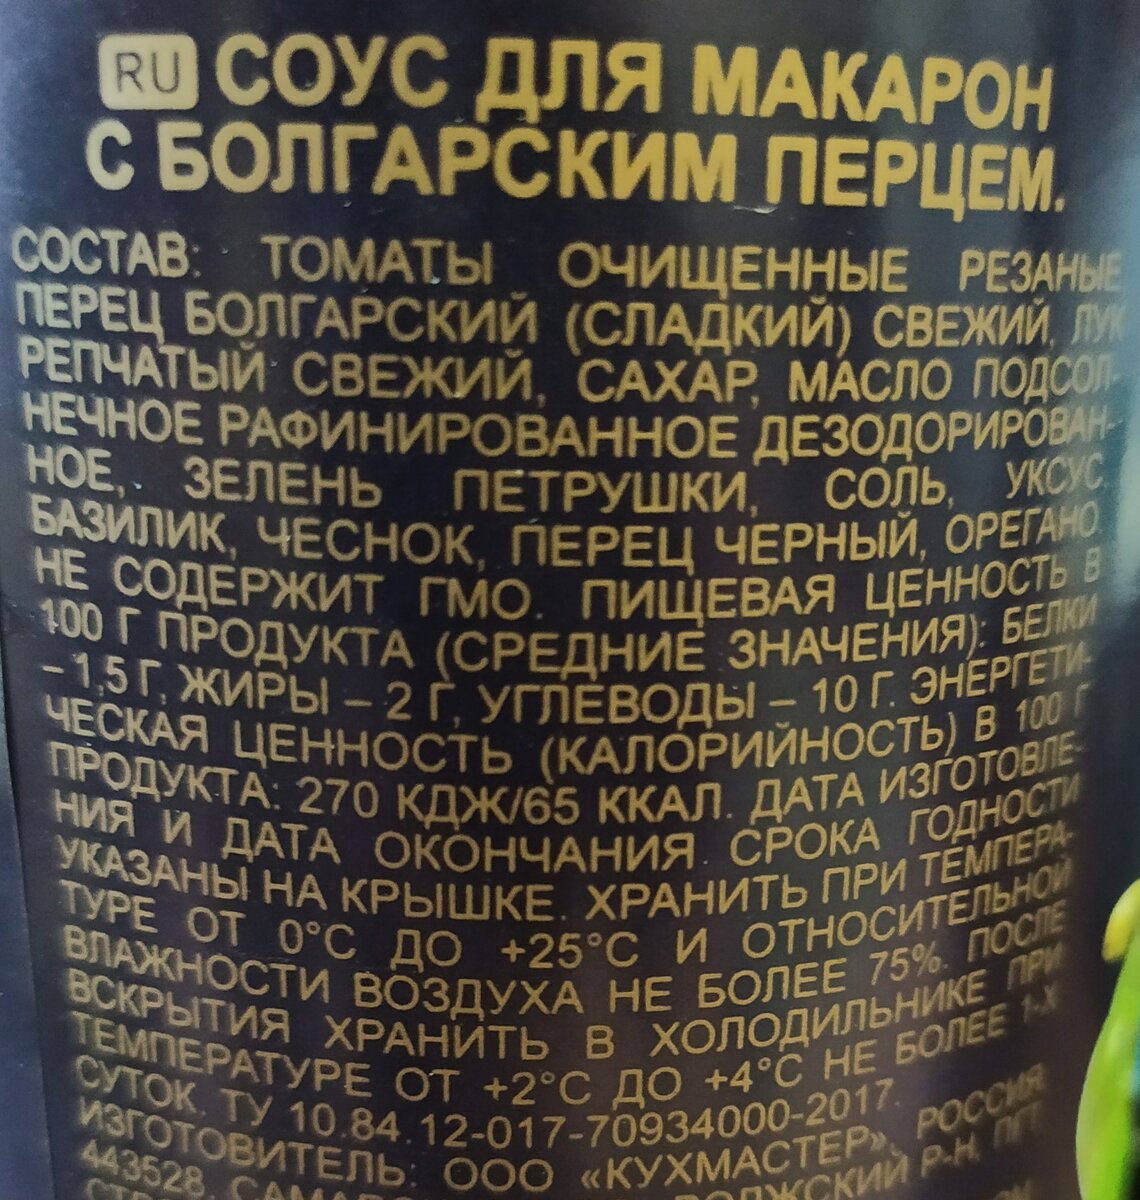 RU СОУС ДЛЯ МАКАРОН
С БОЛГАРСКИМ ПЕРЦЕМ.
СОСТАВ: ТОМАТЫ ОЧИЩЕННЫЕ РЕЗАНЫЕ
ПЕРЕЦ БОЛГАРСКИЙ (СЛАДКИЙ) СВЕЖИЙ, ЛУК
РЕПЧАТЫЙ СВЕЖИЙ, САХАР, МАСЛО ПОДСОЛ-
НЕЧНОЕ РАФИНИРОВАННОЕ ДЕЗОДОРИРОВАН-
НОЕ, ЗЕЛЕНЬ ПЕТРУШКИ, СОЛЬ, УКСУС,
БАЗИЛИК, ЧЕСНОК, ПЕРЕЦ ЧЕРНЫЙ, ОРЕГАНО.
НЕ СОДЕРЖИТ ГМО. ПИЩЕВАЯ ЦЕННОСТЬ В
100 Г ПРОДУКТА (СРЕДНИЕ ЗНАЧЕНИЯ): БЕЛКИ
– 1,5 Г, ЖИРЫ – 2 Г, УГЛЕВОДЫ – 10 Г. ЭНЕРГЕТИ-
ЧЕСКАЯ ЦЕННОСТЬ (КАЛОРИЙНОСТЬ) В 100 Г
ПРОДУКТА: 270 КДЖ/65 ККАЛ. ДАТА ИЗГОТОВЛЕ-
НИЯ И ДАТА ОКОНЧАНИЯ СРОКА ГОДНОСТИ
УКАЗАНЫ НА КРЫШКЕ. ХРАНИТЬ ПРИ ТЕМПЕРА-
ТУРЕ ОТ 0°С ДО +25°С И ОТНОСИТЕЛЬНОЙ
ВЛАЖНОСТИ ВОЗДУХА НЕ БОЛЕЕ 75%. ПОСЛЕ
ВСКРЫТИЯ ХРАНИТЬ В ХОЛОДИЛЬНИКЕ ПРИ
ТЕМПЕРАТУРЕ ОТ +2°С ДО +4°С НЕ БОЛЕЕ 1-Х
СУТОК. ТУ 10.84.12-017-70934000-2017.
ИЗГОТОВИТЕЛЬ: ООО «КУХМАСТЕР», РОССИЯ,
443528, ВОЛЖСКИЙ Р-Н, ПГТ